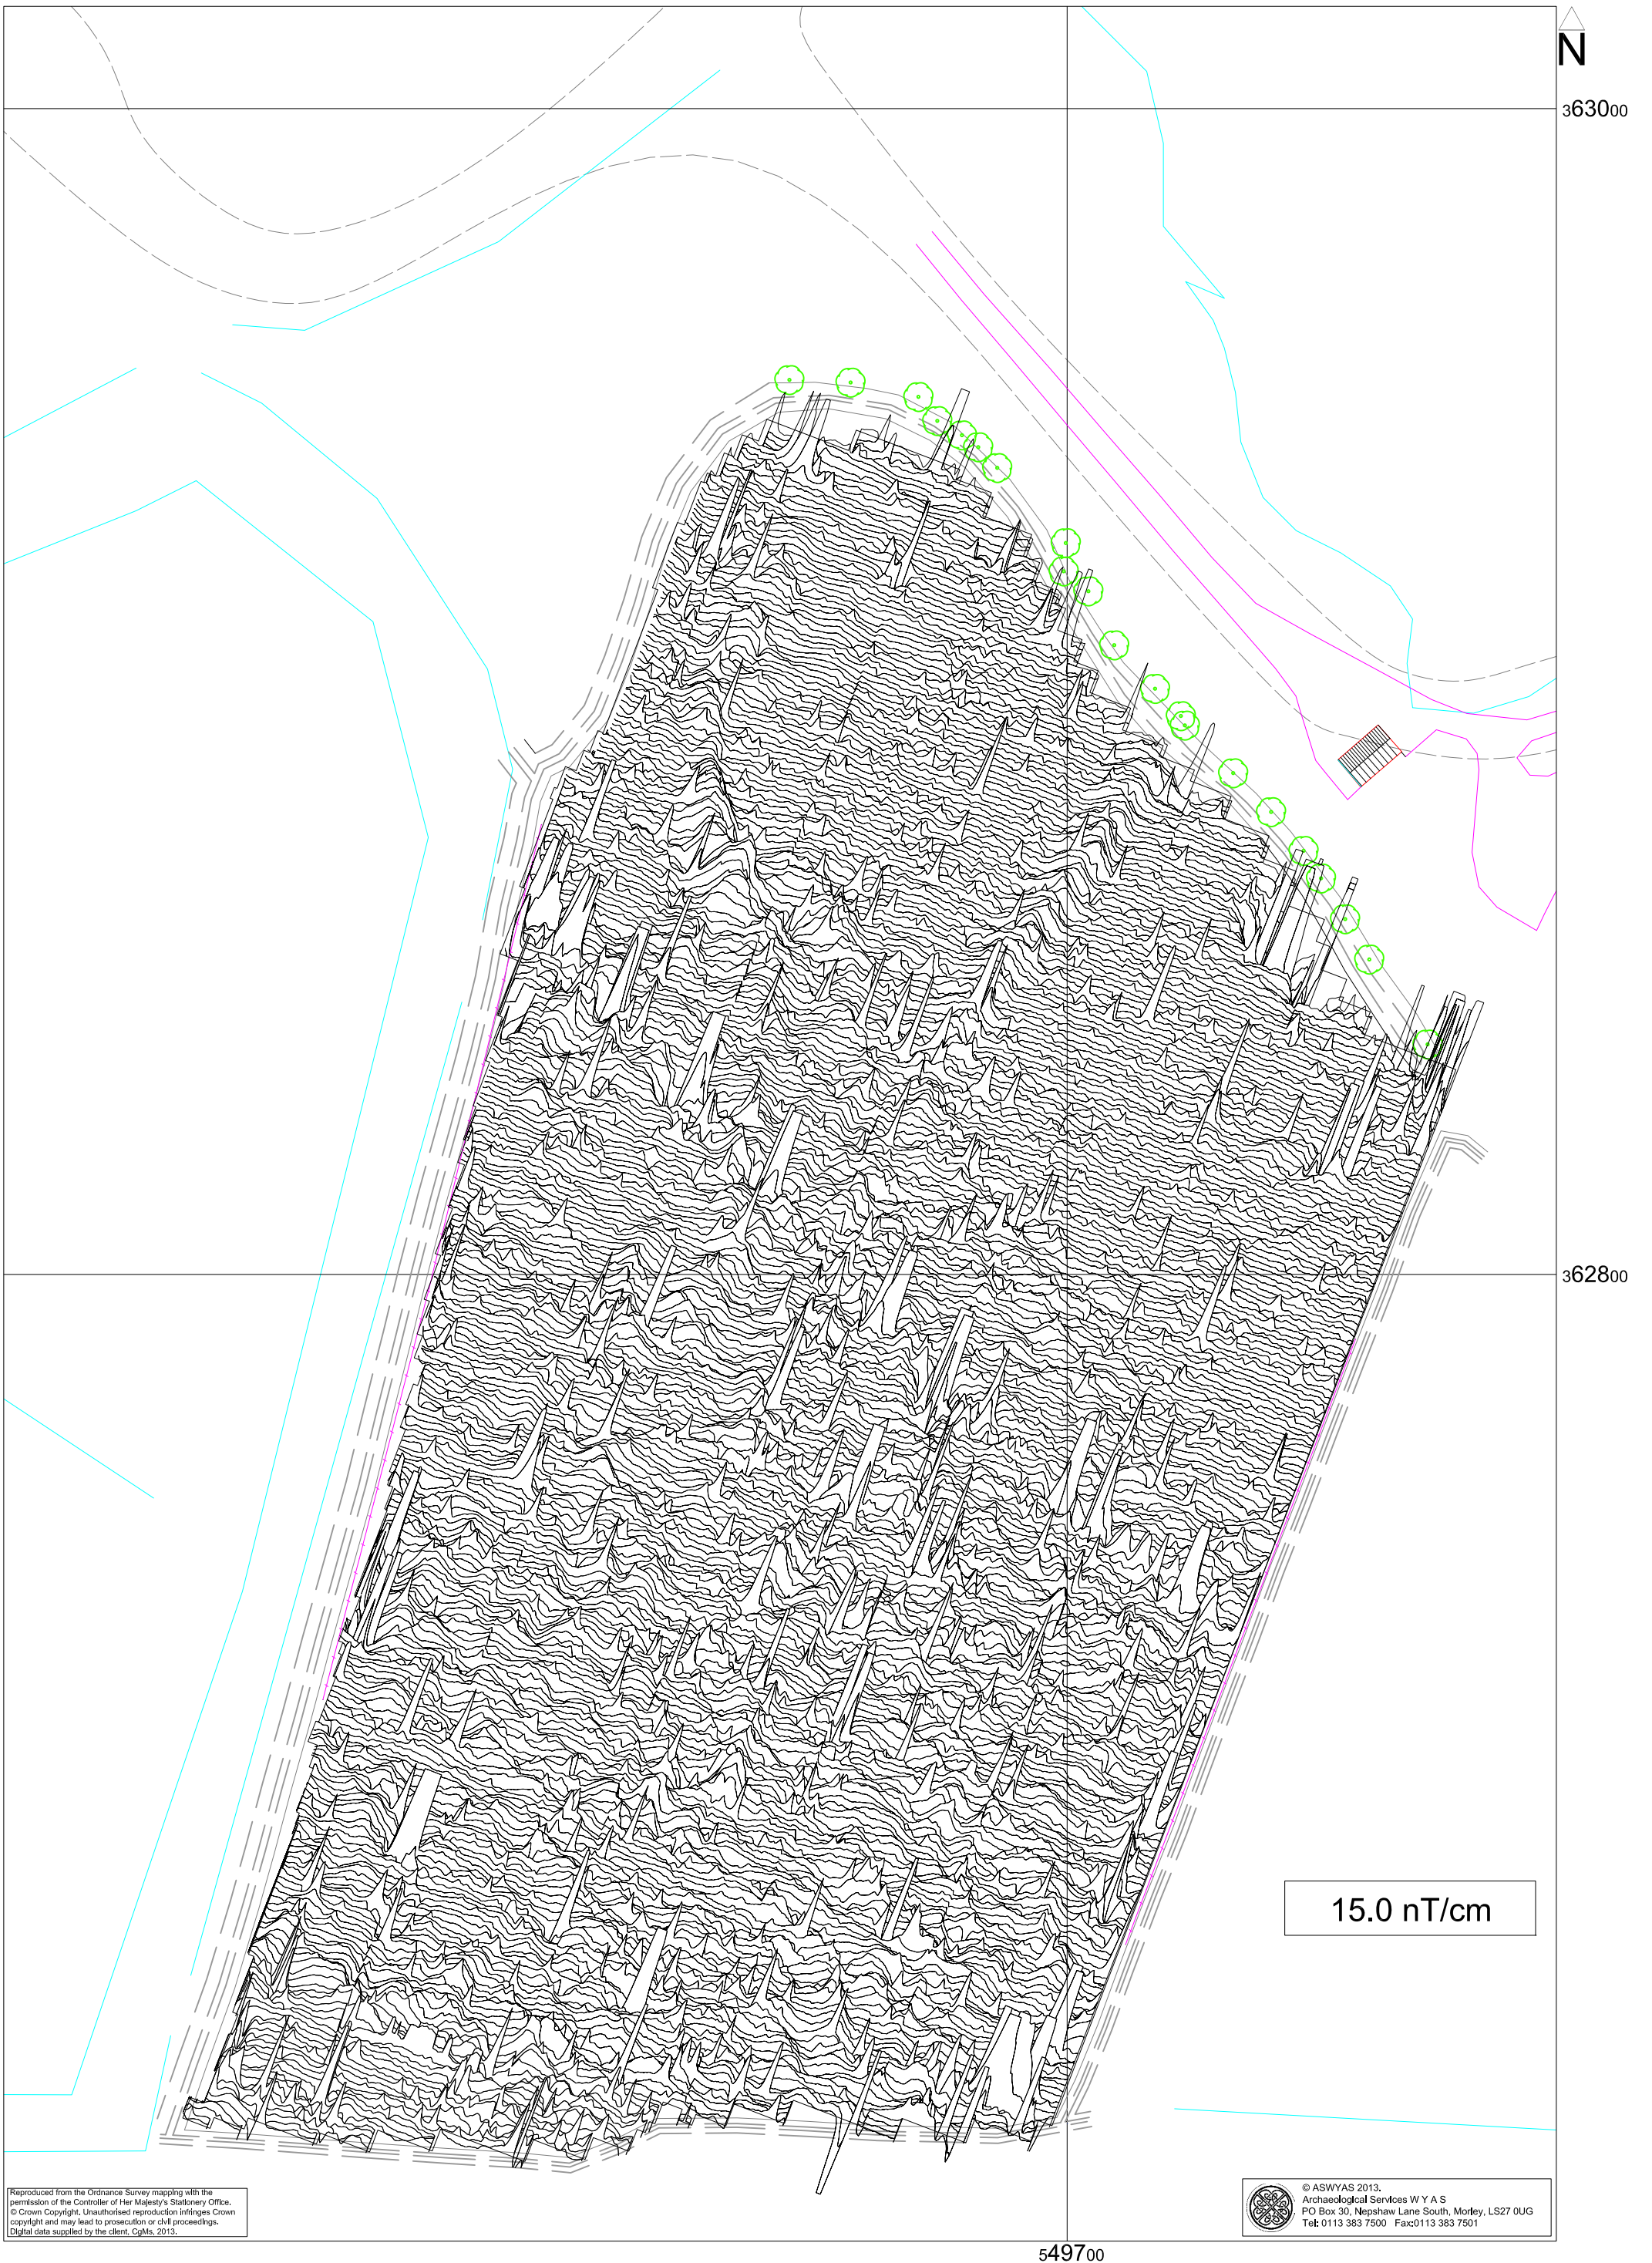 N
363000
362800
15.0 nT/cm
Reproduced from the Ordnance Survey mapping with the
permission of the Controller of Her Majesty's Stationery Office.
© Crown Copyright. Unauthorised reproduction infringes Crown
copyright and may lead to prosecution or civil proceedings.
Digital data supplied by the client, CgMs, 2013.
© ASWYAS 2013.
Archaeological Services W Y A S
PO Box 30, Nepshaw Lane South, Morley, LS27 0UG
Tel: 0113 383 7500 Fax:0113 383 7501
549700